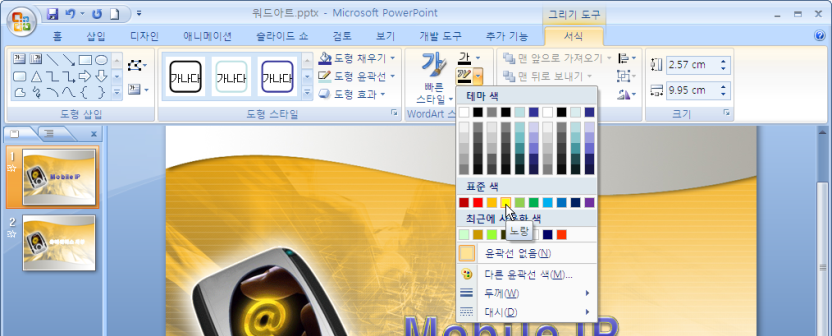 워드아트.pptx - Microsoft PowerPoint
그리기 도구
홈 삽입 디자인 애니메이션 슬라이드 쇼 검토 보기 개발 도구 추가 기능 서식
가나다 가나다 가나다
도형 채우기
도형 윤곽선
도형 효과
빠른
스타일
가
가
맨 앞으로 가져오기
맨 뒤로 보내기
2.57 cm
9.95 cm
도형 삽입
도형 스타일
WordArt 스
크기
테마 색
표준 색
최근에 사
한 색
노랑
윤곽선 없음(N)
다른 윤곽선 색(M)...
두께(W)
대시(D)
1
Mobile IP
2
@
Mobile IP